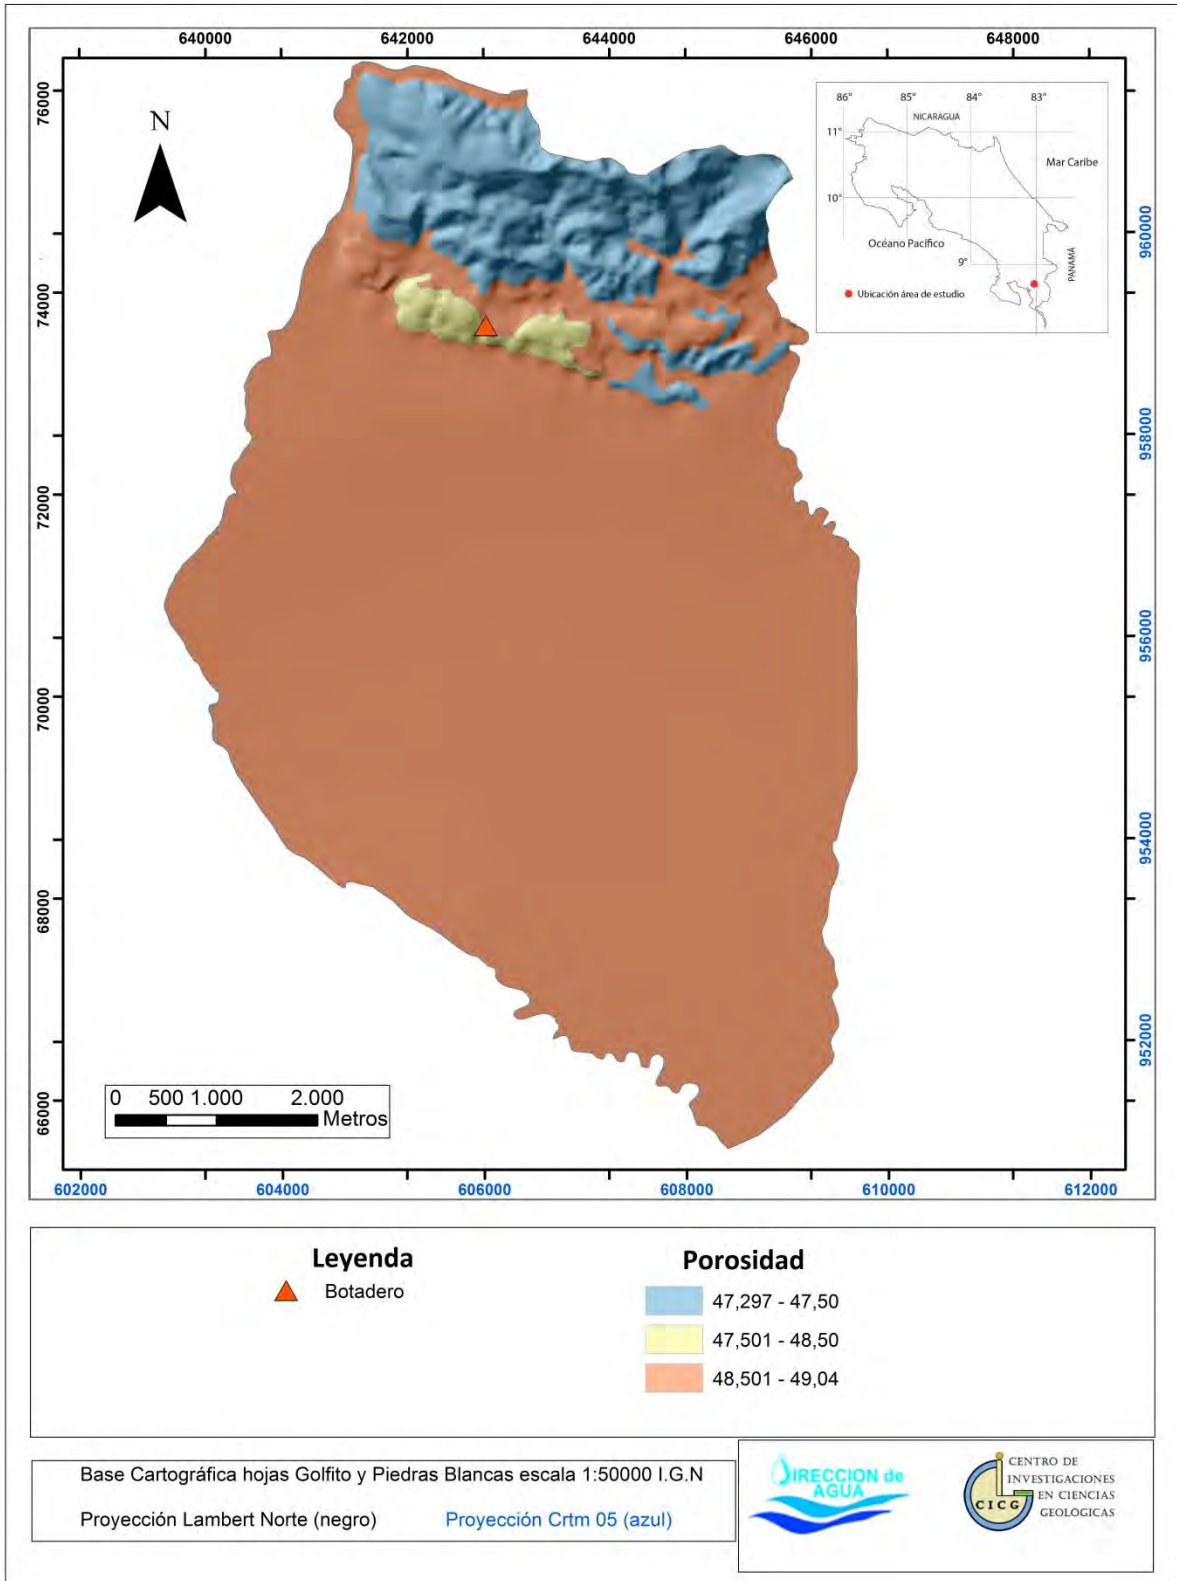 640000 642000 644000 646000 648000
76000
74000
72000
70000
68000
66000
N
86° 85° 84° 83°
NICARAGUA
11°
Mar Caribe
10°
Océano Pacífico
9°
PANAMÁ
Ubicación área de estudio
960000
958000
956000
954000
952000
0 500 1.000 2.000
Metros
602000 604000 606000 608000 610000 612000
Leyenda
Botadero
Porosidad
47,297 - 47,50
47,501 - 48,50
48,501 - 49,04
Base Cartográfica hojas Golfito y Piedras Blancas escala 1:50000 I.G.N
Proyección Lambert Norte (negro) Proyección Crtm 05 (azul)
DIRECCION de
AGUA
CICG
CENTRO DE
INVESTIGACIONES
EN CIENCIAS
GEOLÓGICAS